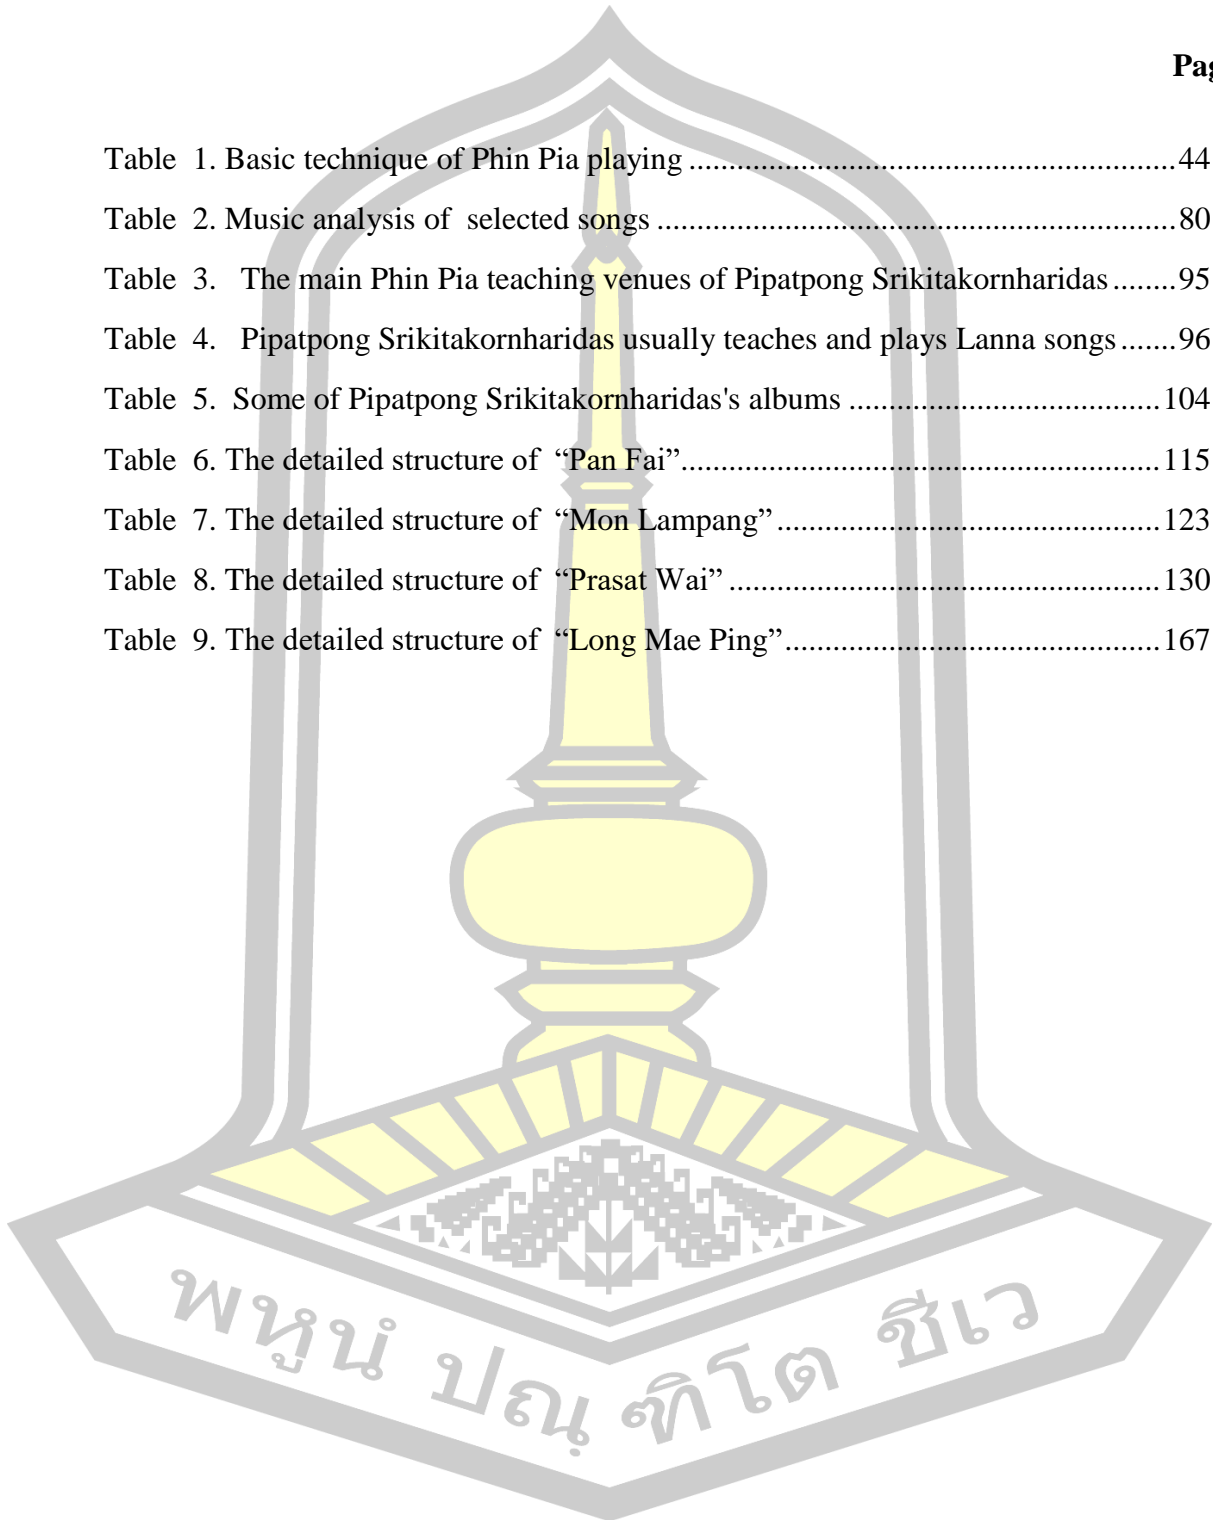 Pag
Table 1. Basic technique of Phin Pia playing ........................................................ 44
Table 2. Music analysis of selected songs ............................................................ 80
Table 3. The main Phin Pia teaching venues of Pipatpong Srikitakornharidas ........ 95
Table 4. Pipatpong Srikitakornharidas usually teaches and plays Lanna songs ....... 96
Table 5. Some of Pipatpong Srikitakornharidas's albums .................................... 104
Table 6. The detailed structure of “Pan Fai” ....................................................... 115
Table 7. The detailed structure of “Mon Lampang” ............................................ 123
Table 8. The detailed structure of “Prasat Wai” .................................................. 130
Table 9. The detailed structure of “Long Mae Ping” ........................................... 167
พหูนํ ปณฺฑิโต ชีเว